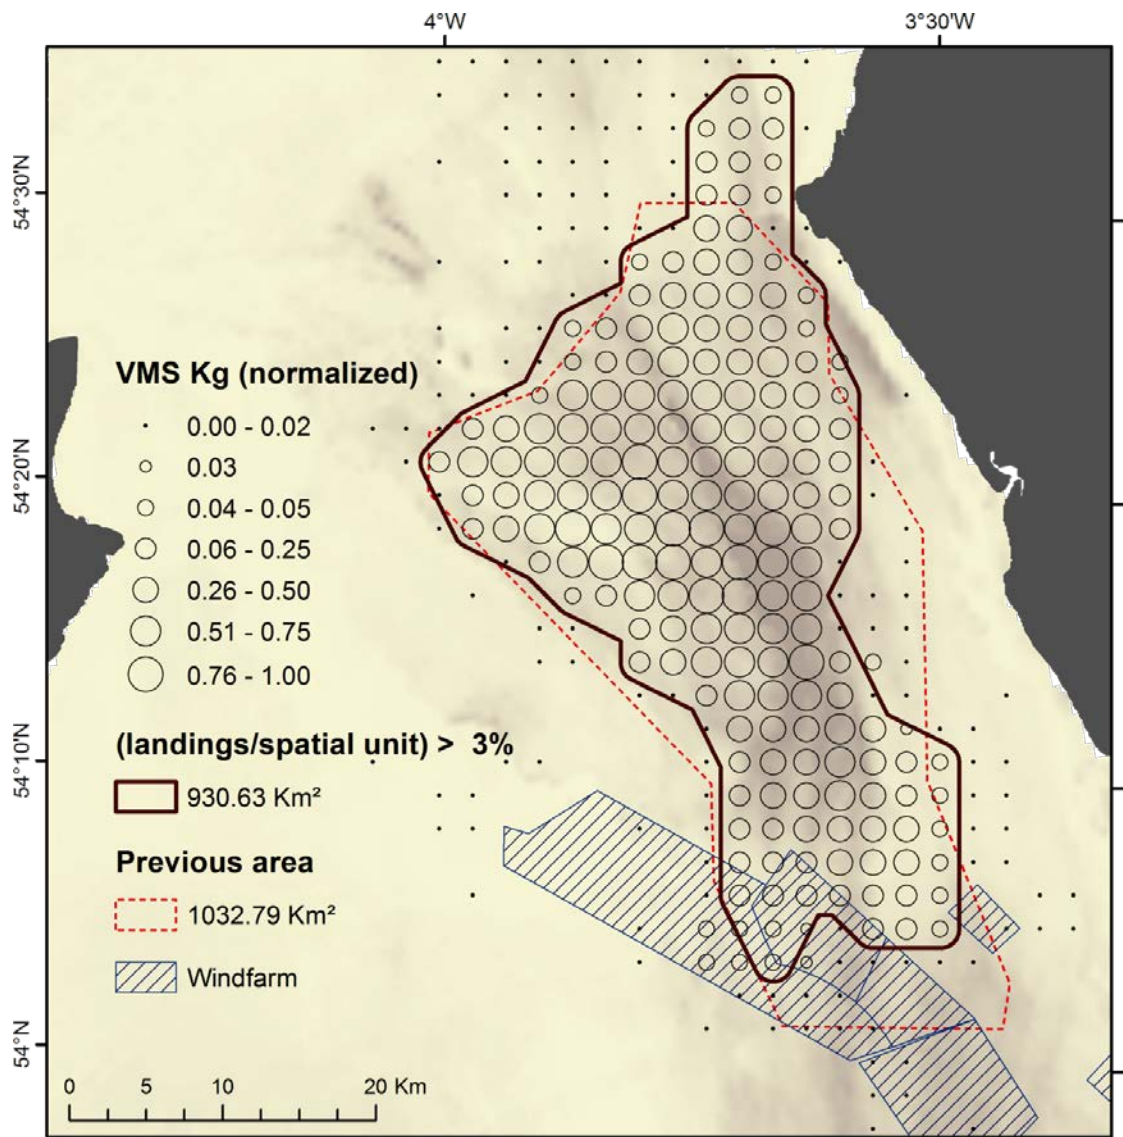 4°W
3°30'W
54°30'N
54°20'N
54°10'N
54°N
VMS Kg (normalized)
0.00 - 0.02
0.03
0.04 - 0.05
0.06 - 0.25
0.26 - 0.50
0.51 - 0.75
0.76 - 1.00
(landings/spatial unit) > 3%
930.63 Km²
Previous area
1032.79 Km²
Windfarm
0 5 10 20 Km